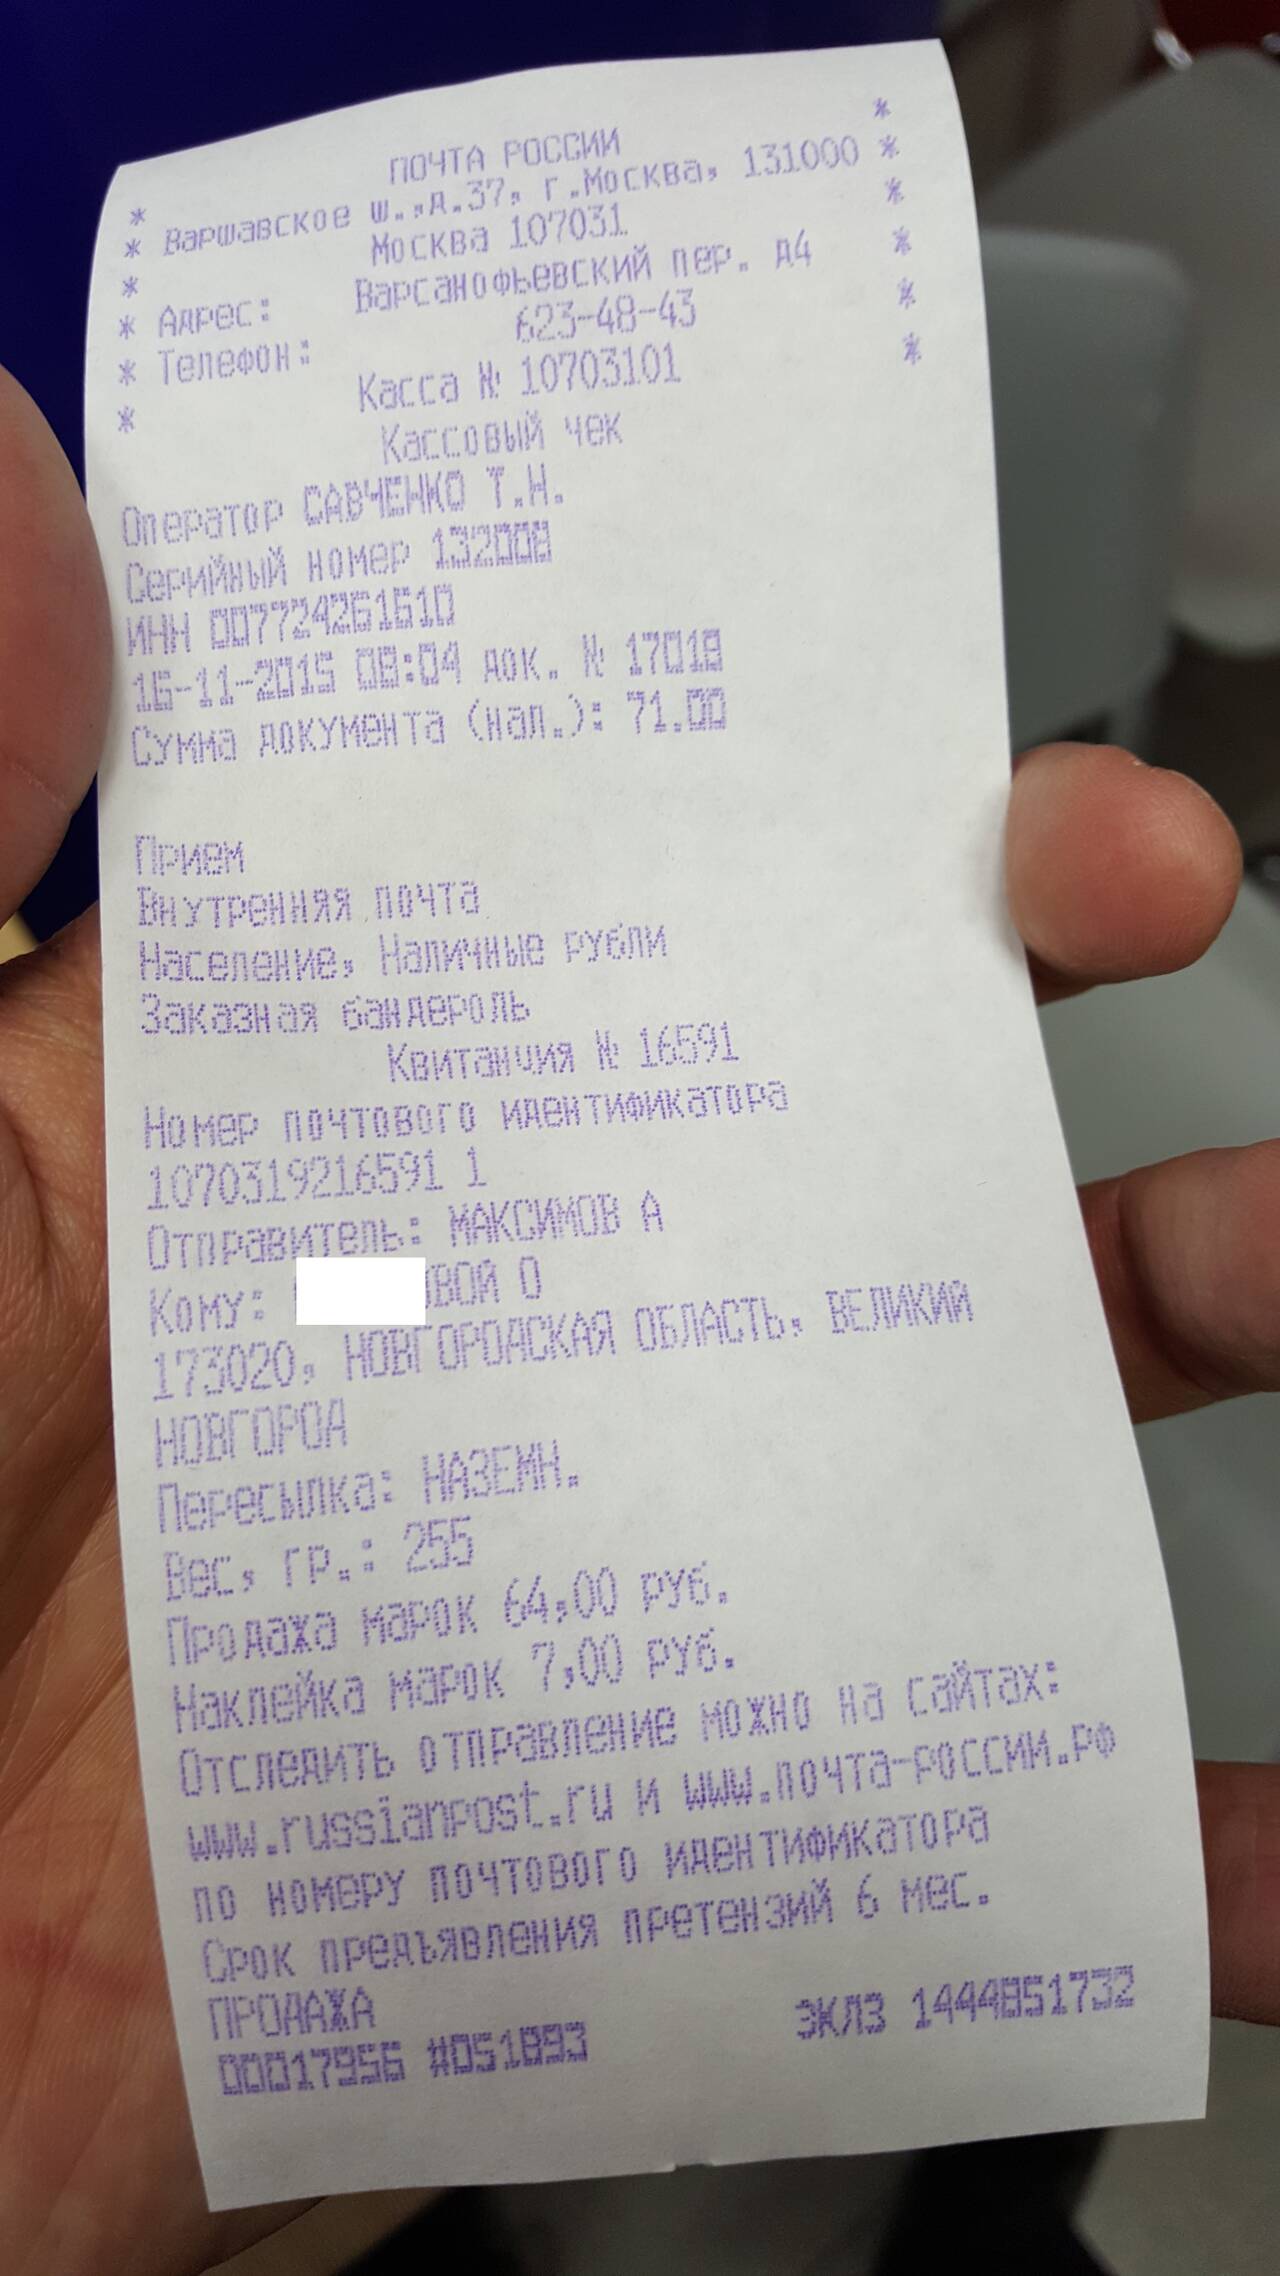 ПОЧТА РОССИИ *
* Варшавское ш.,д.37, г.Москва, 131000 *
* Москва 107031 *
* Адрес: Варсанофьевский пер. д4 *
* Телефон: 623-48-43 *
* Касса № 10703101 *
* Кассовый чек
Оператор САВЧЕНКО Т.Н.
Серийный номер 132008
ИНН 007724261610
16-11-2015 08:04 док. № 17018
Сумма документа (нал.): 71.00
Прием
Внутренняя почта
Население, Наличные рубли
Заказная бандероль
Квитанция № 16591
Номер почтового идентификатора
1070319216591 1
Отправитель: МАКСИМОВ А
Кому: ВОЙ О
173020, НОВГОРОДСКАЯ ОБЛАСТЬ, ВЕЛИКИЙ
НОВГОРОД
Пересылка: НАЗЕМН.
Вес, гр.: 255
Продажа марок 64,00 руб.
Наклейка марок 7,00 руб.
Отследить отправление можно на сайтах:
www.russianpost.ru и www.почта-россии.рф
по номеру почтового идентификатора
Срок предъявления претензий 6 мес.
ПРОДАЖА ЭКЛЗ 1444851732
00017956 #051893